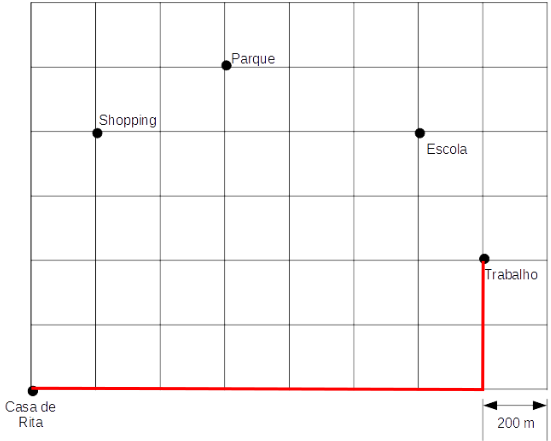 Parque
Shopping
Escola
Trabalho
Casa de
Rita
200 m